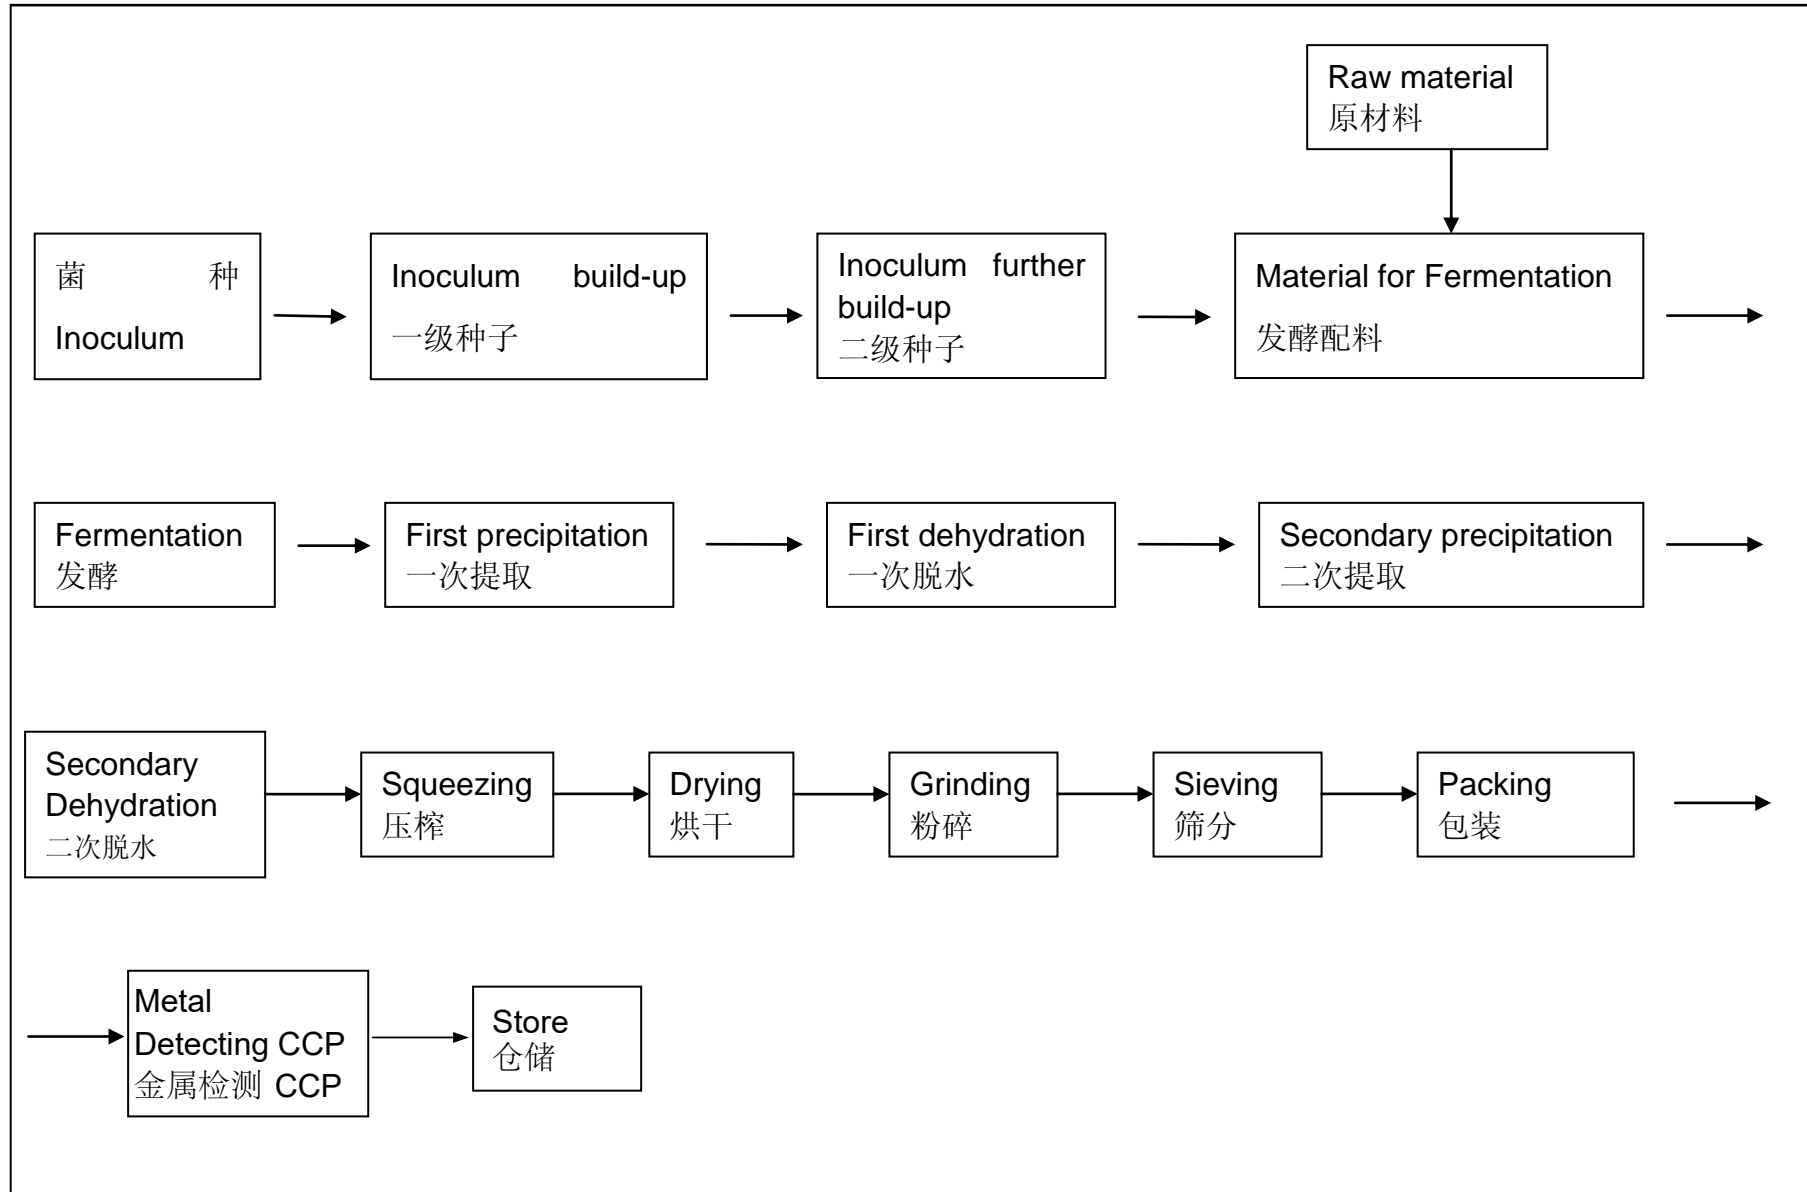 Raw material
原材料
菌 种
Inoculum
Inoculum build-up
一级种子
Inoculum further
build-up
二级种子
Material for Fermentation
发酵配料
Fermentation
发酵
First precipitation
一次提取
First dehydration
一次脱水
Secondary precipitation
二次提取
Secondary
Dehydration
二次脱水
Squeezing
压榨
Drying
烘干
Grinding
粉碎
Sieving
筛分
Packing
包装
Metal
Detecting CCP
金属检测 CCP
Store
仓储